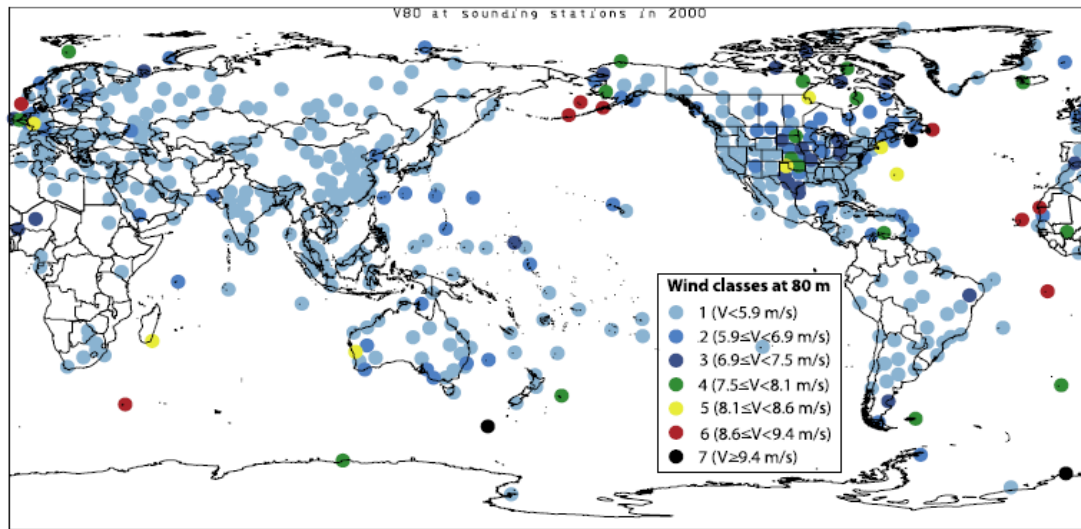 V80 at sounding stations in 2000
Wind classes at 80 m
1 (V<5.9 m/s)
2 (5.9≤V<6.9 m/s)
3 (6.9≤V<7.5 m/s)
4 (7.5≤V<8.1 m/s)
5 (8.1≤V<8.6 m/s)
6 (8.6≤V<9.4 m/s)
7 (V≥9.4 m/s)